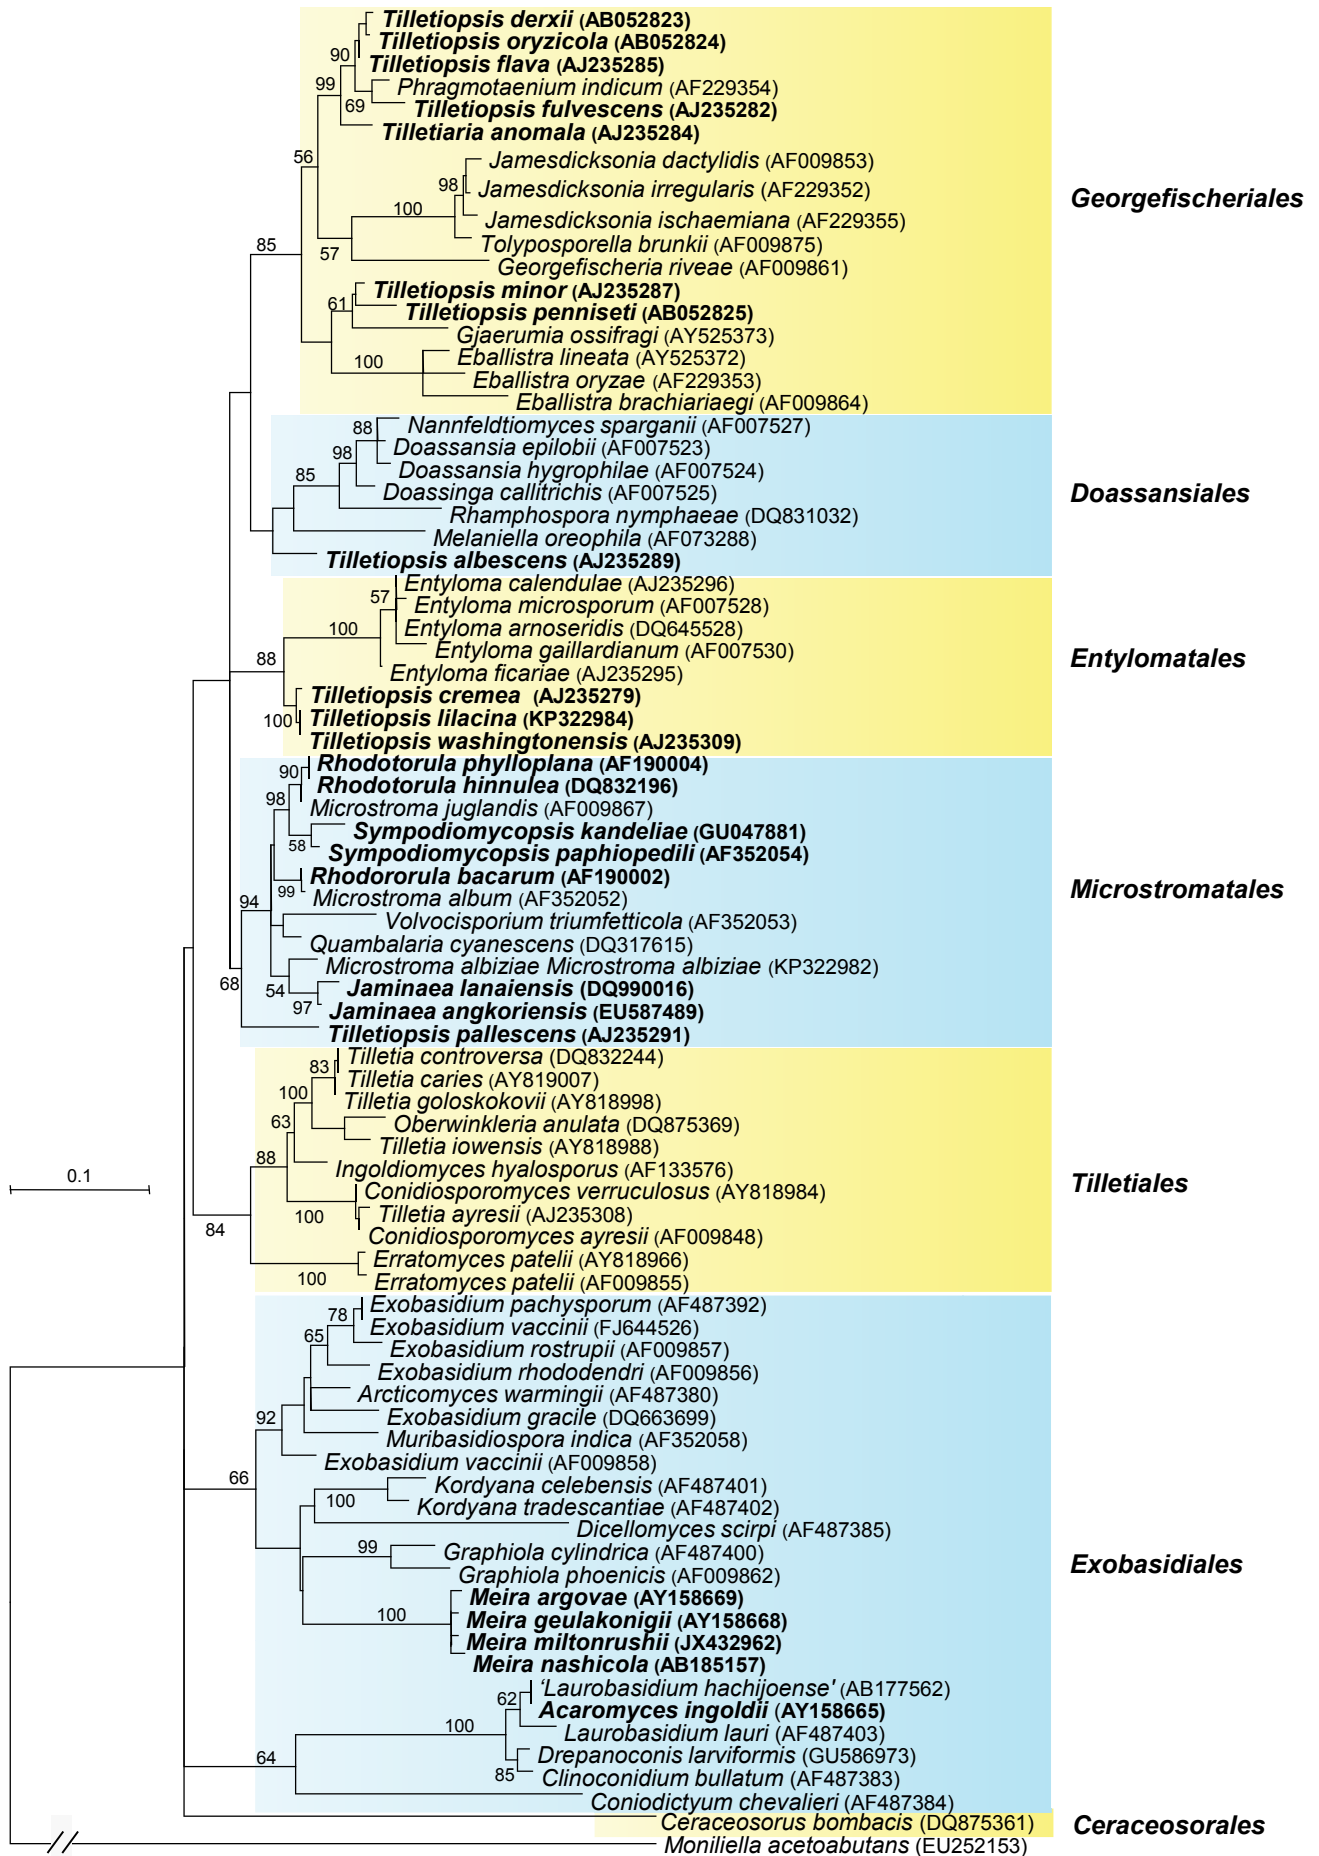 Tilletiopsis derxii (AB052823)
Tilletiopsis oryzicola (AB052824)
90
Tilletiopsis flava (AJ235285)
99
Phragmotaenium indicum (AF229354)
69
Tilletiopsis fulvescens (AJ235282)
Tilletiaria anomala (AJ235284)
56
Jamesdicksonia dactylidis (AF009853)
98
Jamesdicksonia irregularis (AF229352)
Georgefischeriales
100
Jamesdicksonia ischaemiana (AF229355)
85
Tolyposporella brunkii (AF009875)
57
Georgefischeria riveae (AF009861)
Tilletiopsis minor (AJ235287)
61
Tilletiopsis penniseti (AB052825)
Gjaerumia ossifragi (AY525373)
100
Eballistra lineata (AY525372)
Eballistra oryzae (AF229353)
Eballistra brachiariaegi (AF009864)
88
Nannfeldtiomyces sparganii (AF007527)
98
Doassansia epilobii (AF007523)
85
Doassansia hygrophilae (AF007524)
Doassinga callitrichis (AF007525)
Doassansiales
Rhamphospora nymphaeae (DQ831032)
Melaniella oreophila (AF073288)
Tilletiopsis albescens (AJ235289)
Entyloma calendulae (AJ235296)
57
Entyloma microsporum (AF007528)
100
Entyloma arnoseridis (DQ645528)
88
Entyloma gaillardianum (AF007530)
Entylomatales
Entyloma ficariae (AJ235295)
Tilletiopsis cremea (AJ235279)
100
Tilletiopsis lilacina (KP322984)
Tilletiopsis washingtonensis (AJ235309)
90
Rhodotorula phylloplana (AF190004)
Rhodotorula hinnulea (DQ832196)
98
Microstroma juglandis (AF009867)
Sympodiomycopsis kandeliae (GU047881)
58
Sympodiomycopsis paphiopedili (AF352054)
Rhodororula bacarum (AF190002)
99
Microstroma album (AF352052)
Microstromatales
94
Volvocisporium triumfetticola (AF352053)
Quambalaria cyanescens (DQ317615)
Microstroma albiziae Microstroma albiziae (KP322982)
68
54
Jaminaea lanaiensis (DQ990016)
97
Jaminaea angkoriensis (EU587489)
Tilletiopsis pallescens (AJ235291)
Tilletia controversa (DQ832244)
83
Tilletia caries (AY819007)
100
Tilletia goloskokovii (AY818998)
63
Oberwinkleria anulata (DQ875369)
Tilletia iowensis (AY818988)
88
Ingoldiomyces hyalosporus (AF133576)
0.1
Tilletiales
Conidiosporomyces verruculosus (AY818984)
100
Tilletia ayresii (AJ235308)
84
Conidiosporomyces ayresii (AF009848)
Erratomyces patelii (AY818966)
100
Erratomyces patelii (AF009855)
Exobasidium pachysporum (AF487392)
78
Exobasidium vaccinii (FJ644526)
65
Exobasidium rostrupii (AF009857)
Exobasidium rhododendri (AF009856)
Arcticomyces warmingii (AF487380)
92
Exobasidium gracile (DQ663699)
Muribasidiospora indica (AF352058)
Exobasidium vaccinii (AF009858)
66
Kordyana celebensis (AF487401)
100
Kordyana tradescantiae (AF487402)
Dicellomyces scirpi (AF487385)
99
Graphiola cylindrica (AF487400)
Exobasidiales
Graphiola phoenicis (AF009862)
Meira argovae (AY158669)
100
Meira geulakonigii (AY158668)
Meira miltonrushii (JX432962)
Meira nashicola (AB185157)
'Laurobasidium hachijoense' (AB177562)
62
Acaromyces ingoldii (AY158665)
100
Laurobasidium lauri (AF487403)
64
Drepanoconis larviformis (GU586973)
85
Clinoconidium bullatum (AF487383)
Coniodictyum chevalieri (AF487384)
Ceraceosorus bombacis (DQ875361)
Ceraceosorales
Moniliella acetoabutans (EU252153)